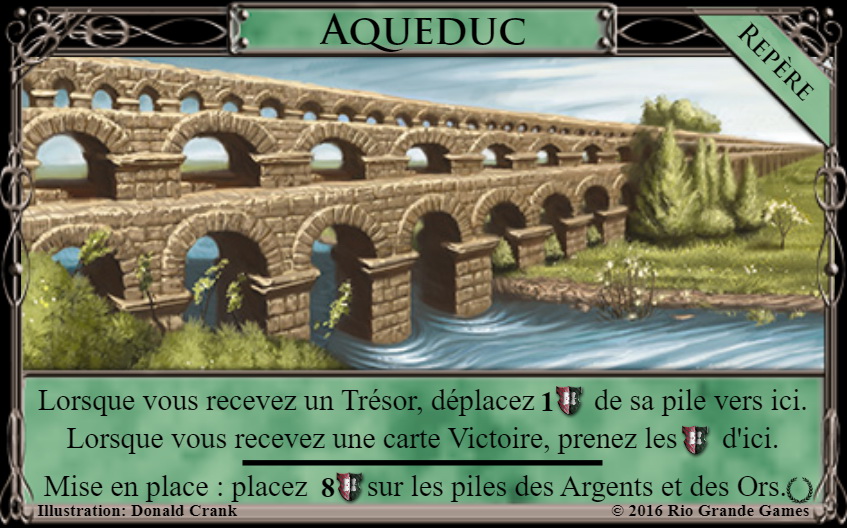 AQUEDUC
REPÈRE
Lorsque vous recevez un Trésor, déplacez 1 de sa pile vers ici.
Lorsque vous recevez une carte Victoire, prenez les d'ici.
Mise en place : placez 8 sur les piles des Argents et des Ors.
Illustration: Donald Crank © 2016 Rio Grande Games